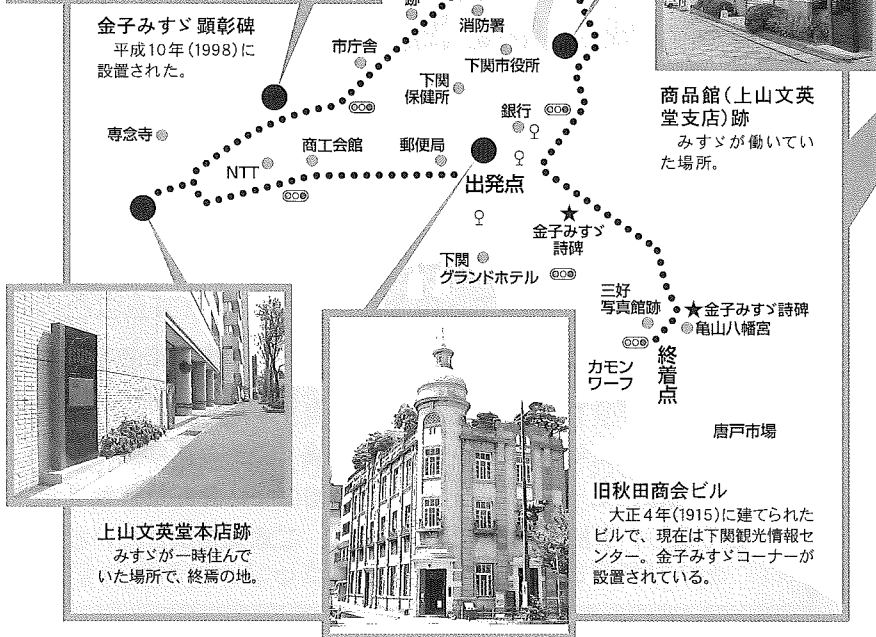 金子みすゞ顕彰碑
平成10年(1998)に
設置された。
跡
消防署
市庁舎
下関市役所
下関
保健所
銀行
専念寺
商工会館
郵便局
NTT
出発点
商品館(上山文英
堂支店)跡
みすゞが働いてい
た場所。
金子みすゞ
詩碑
下関
グランドホテル
三好
写真館跡
金子みすゞ詩碑
亀山八幡宮
カモン
ワーフ
終着点
唐戸市場
上山文英堂本店跡
みすゞが一時住んで
いた場所で、終焉の地。
旧秋田商会ビル
大正4年(1915)に建てられた
ビルで、現在は下関観光情報セ
ンター。金子みすゞコーナーが
設置されている。